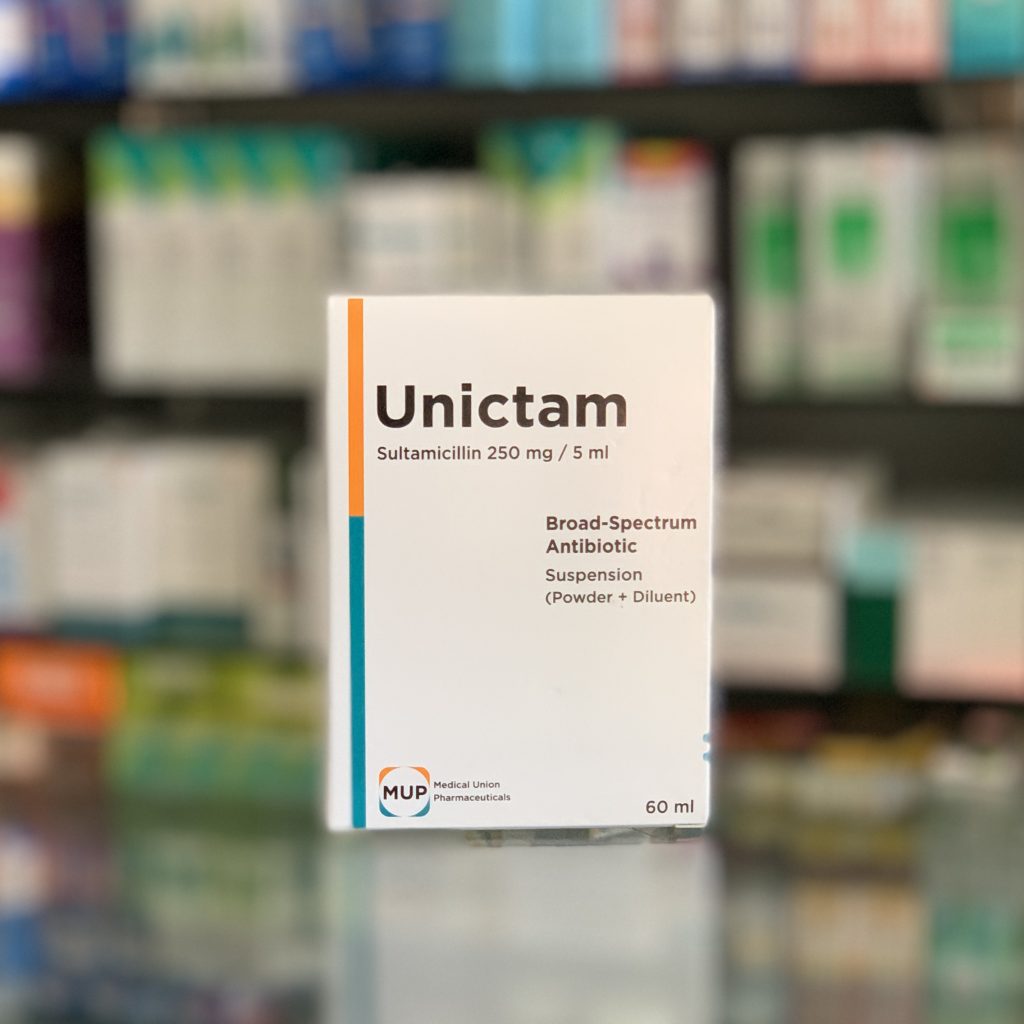 Unictam
Sultamicillin 250 mg / 5 ml
Broad-Spectrum
Antibiotic
Suspension
(Powder + Diluent)
MUP
Medical Union
Pharmaceuticals
60 ml